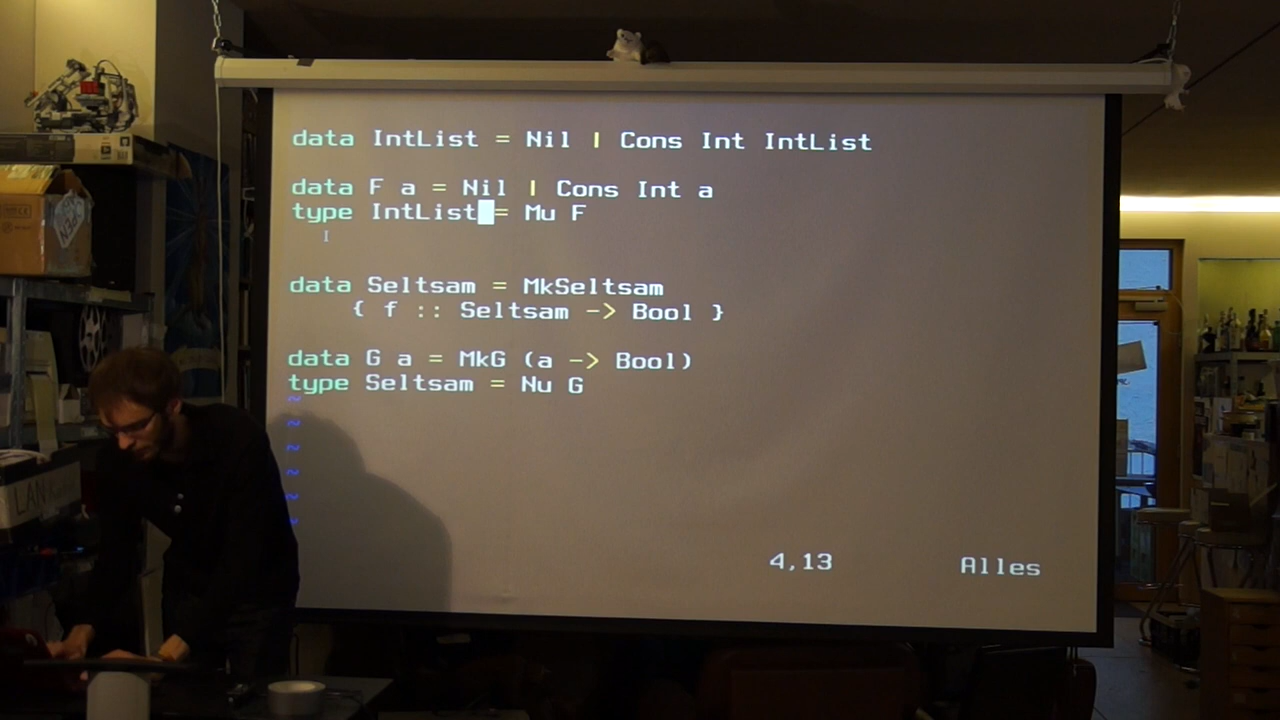 data IntList = Nil | Cons Int IntList
data F a = Nil | Cons Int a
type IntList = Mu F
data Seltsam = MkSeltsam
{ f :: Seltsam -> Bool }
data G a = MkG (a -> Bool)
type Seltsam = Nu G
~
~
~
~
~
~
4,13 Alles
LAN